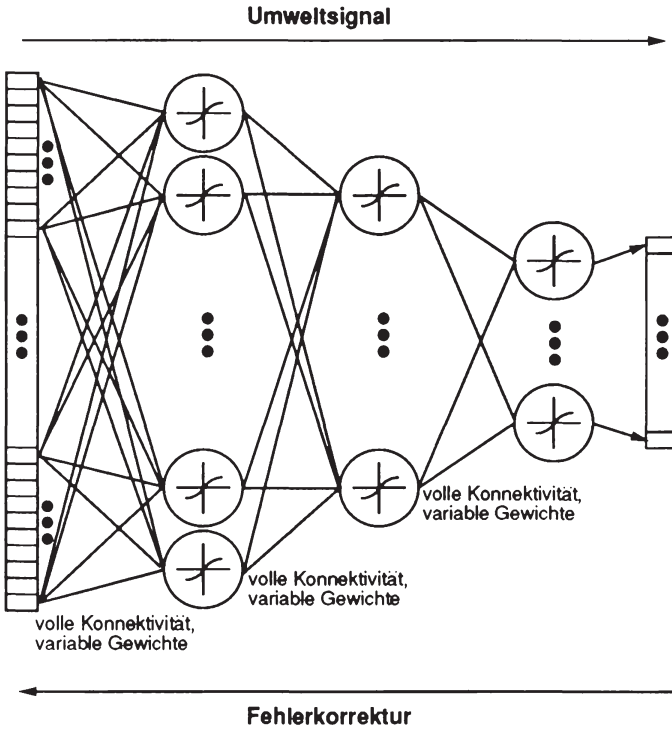 Umweltsignal
volle Konnektivität,
variable Gewichte
volle Konnektivität,
variable Gewichte
volle Konnektivität,
variable Gewichte
Fehlerkorrektur